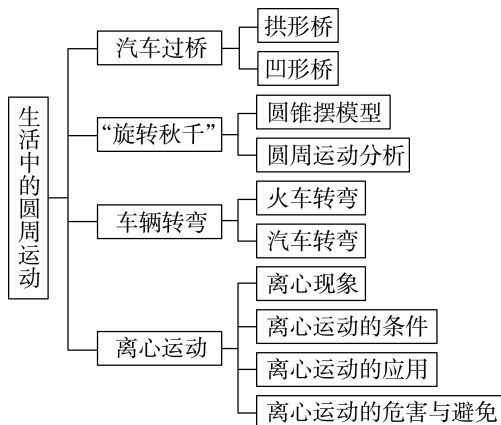 生活中的圆周运动
汽车过桥
拱形桥
凹形桥
“旋转秋千”
圆锥摆模型
圆周运动分析
车辆转弯
火车转弯
汽车转弯
离心运动
离心现象
离心运动的条件
离心运动的应用
离心运动的危害与避免